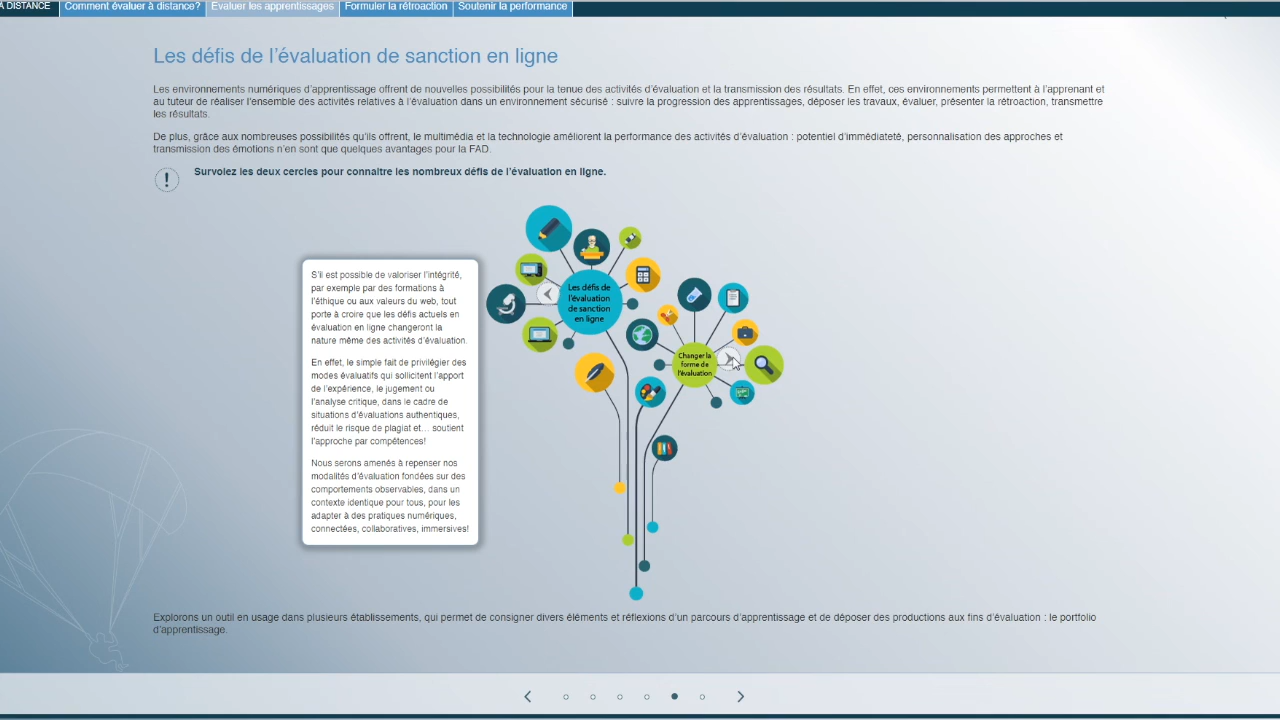 À DISTANCE
Comment évaluer à distance?
Évaluer les apprentissages
Formuler la rétroaction
Soutenir la performance
Les défis de l’évaluation de sanction en ligne
Les environnements numériques d’apprentissage offrent de nouvelles possibilités pour la tenue des activités d’évaluation et la transmission des résultats. En effet, ces environnements permettent à l’apprenant et
au tuteur de réaliser l’ensemble des activités relatives à l’évaluation dans un environnement sécurisé : suivre la progression des apprentissages, déposer les travaux, évaluer, présenter la rétroaction, transmettre
les résultats.
De plus, grâce aux nombreuses possibilités qu’ils offrent, le multimédia et la technologie améliorent la performance des activités d’évaluation : potentiel d’immédiateté, personnalisation des approches et
transmission des émotions n’en sont que quelques avantages pour la FAD.
!
Survolez les deux cercles pour connaître les nombreux défis de l’évaluation en ligne.
S’il est possible de valoriser l’intégrité,
par exemple par des formations à
l’éthique ou aux valeurs du web, tout
porte à croire que les défis actuels en
évaluation en ligne changeront la
nature même des activités d’évaluation.
En effet, le simple fait de privilégier des
modes évaluatifs qui sollicitent l’apport
de l’expérience, le jugement ou
l’analyse critique, dans le cadre de
situations d’évaluations authentiques,
réduit le risque de plagiat et… soutient
l’approche par compétences!
Nous serons amenés à repenser nos
modalités d’évaluation fondées sur des
comportements observables, dans un
contexte identique pour tous, pour les
adapter à des pratiques numériques,
connectées, collaboratives, immersives!
Les défis de
l’évaluation
de sanction
en ligne
Changer la
forme de
l’évaluation
Explorons un outil en usage dans plusieurs établissements, qui permet de consigner divers éléments et réflexions d’un parcours d’apprentissage et de déposer des productions aux fins d’évaluation : le portfolio
d’apprentissage.